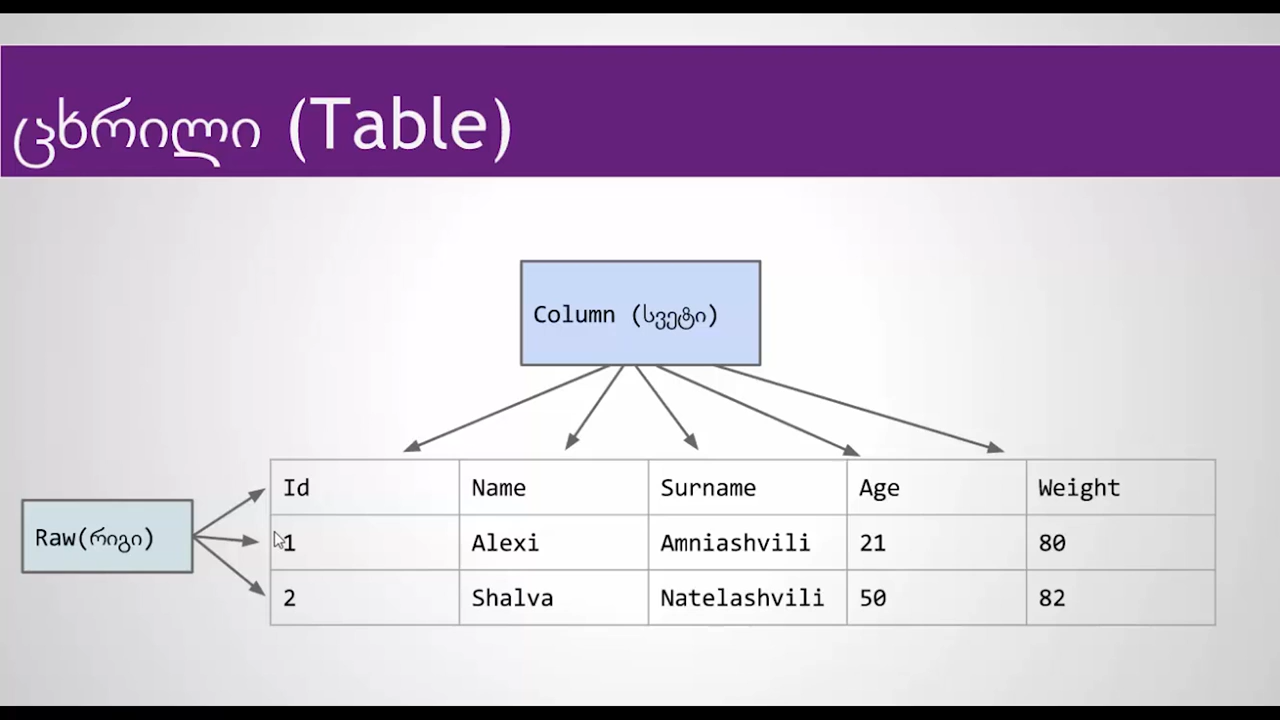 ცხრილი (Table)
Column (სვეტი)
Raw(რიგი)
Id Name Surname Age Weight
1 Alexi Amniashvili 21 80
2 Shalva Natelashvili 50 82